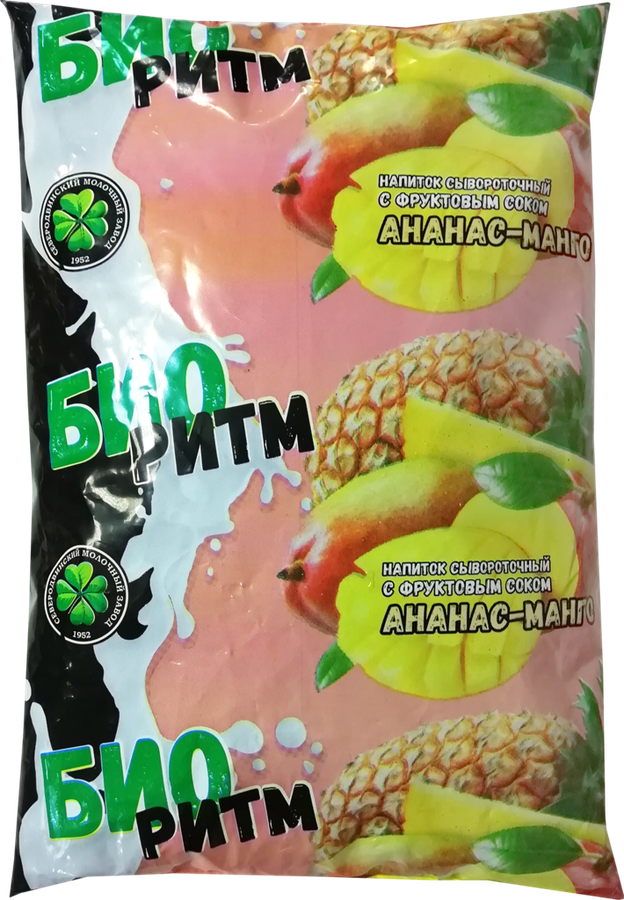 БИО
РИТМ
СЕВЕРОДВИНСКИЙ МОЛОЧНЫЙ ЗАВОД
1952
НАПИТОК СЫВОРОТОЧНЫЙ
С ФРУКТОВЫМ СОКОМ
АНАНАС-МАНГО
БИО
РИТМ
СЕВЕРОДВИНСКИЙ МОЛОЧНЫЙ ЗАВОД
1952
НАПИТОК СЫВОРОТОЧНЫЙ
С ФРУКТОВЫМ СОКОМ
АНАНАС-МАНГО
БИО
РИТМ